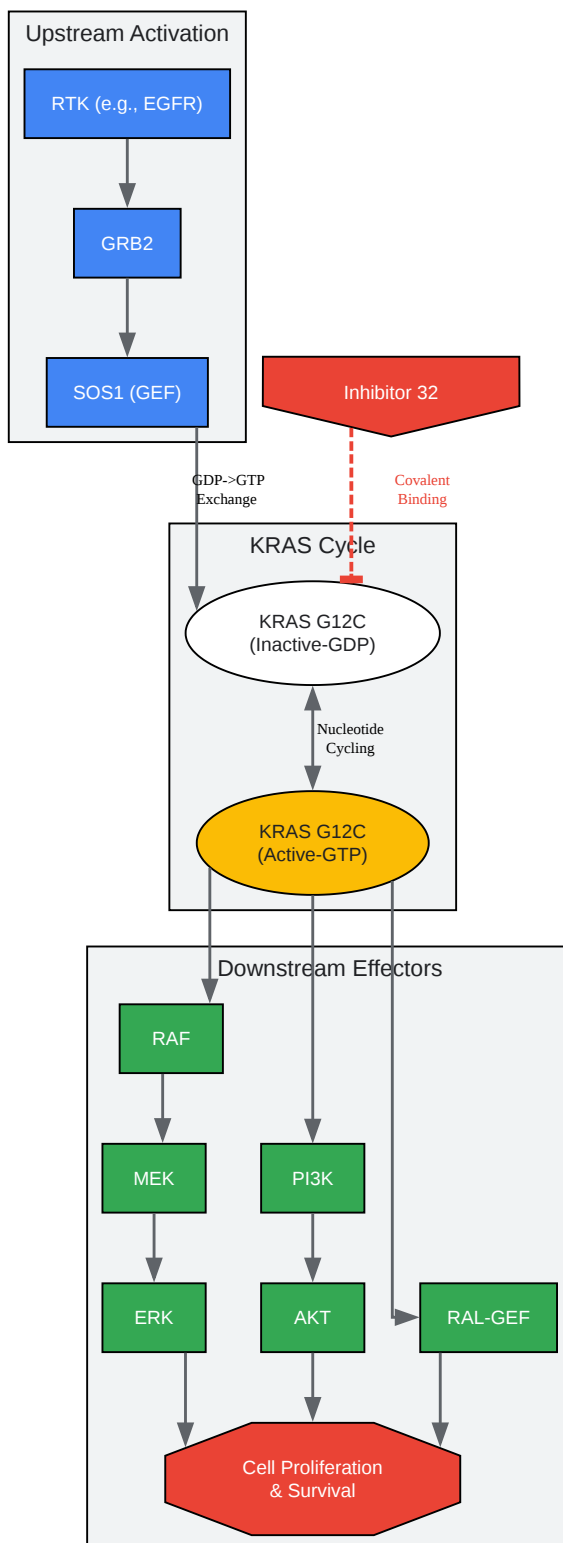 Upstream Activation
RTK (e.g., EGFR)
GRB2
SOS1 (GEF)
Inhibitor 32
GDP->GTP
Exchange
Covalent
Binding
KRAS Cycle
KRAS G12C
(Inactive-GDP)
Nucleotide
Cycling
KRAS G12C
(Active-GTP)
Downstream Effectors
RAF
MEK
PI3K
ERK
AKT
RAL-GEF
Cell Proliferation
& Survival